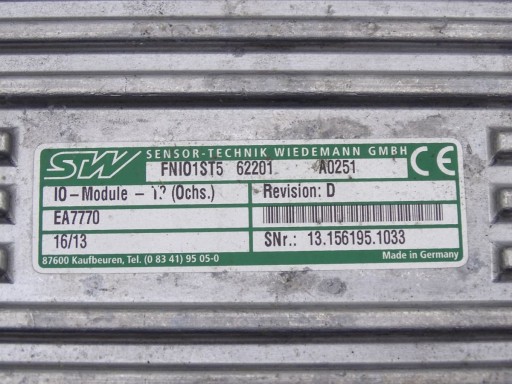 STW SENSOR-TECHNIK WIEDEMANN GMBH
FNIO1ST5 62201 A0251
IO-Module - (Ochs.) Revision: D
EA7770
16/13 SNr.: 13.156195.1033
87600 Kaufbeuren, Tel. (0 83 41) 95 05-0 Made in Germany